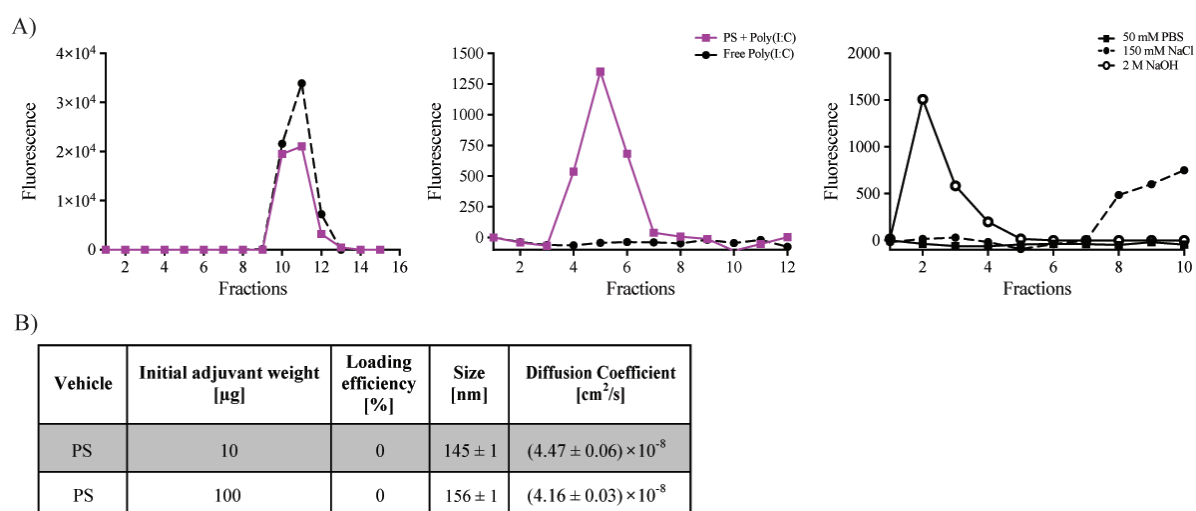 A)
PS + Poly(I:C)
Free Poly(I:C)
50 mM PBS
150 mM NaCl
2 M NaOH
Fluorescence
4×10⁴
3×10⁴
2×10⁴
1×10⁴
0
2 4 6 8 10 12 14 16
Fractions
Fluorescence
1500
1250
1000
750
500
250
0
2 4 6 8 10 12
Fractions
Fluorescence
2000
1500
1000
500
0
2 4 6 8 10
Fractions
B)
Vehicle Initial adjuvant weight [µg] Loading efficiency [%] Size [nm] Diffusion Coefficient [cm²/s]
PS 10 0 145 ± 1 (4.47 ± 0.06) ×10⁻⁸
PS 100 0 156 ± 1 (4.16 ± 0.03) ×10⁻⁸